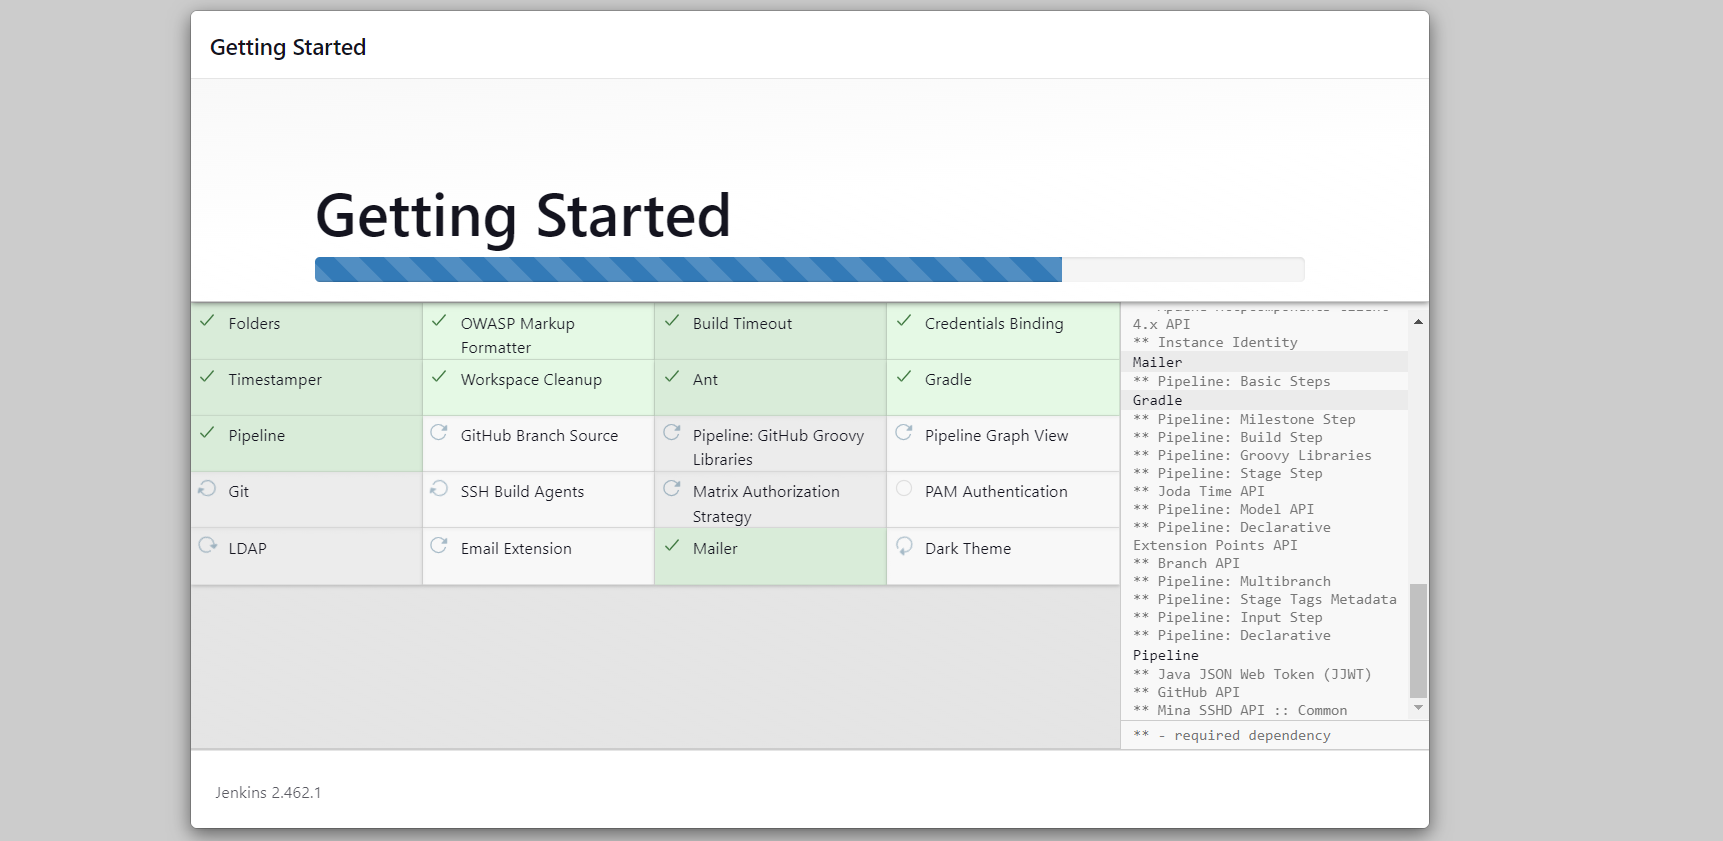 Getting Started
Getting Started
Folders
OWASP Markup
Formatter
Build Timeout
Credentials Binding
Timestamper
Workspace Cleanup
Ant
Gradle
Pipeline
GitHub Branch Source
Pipeline: GitHub Groovy
Libraries
Pipeline Graph View
Git
SSH Build Agents
Matrix Authorization
Strategy
PAM Authentication
LDAP
Email Extension
Mailer
Dark Theme
4.x API
** Instance Identity
Mailer
** Pipeline: Basic Steps
Gradle
** Pipeline: Milestone Step
** Pipeline: Build Step
** Pipeline: Groovy Libraries
** Pipeline: Stage Step
** Joda Time API
** Pipeline: Model API
** Pipeline: Declarative
Extension Points API
** Branch API
** Pipeline: Multibranch
** Pipeline: Stage Tags Metadata
** Pipeline: Input Step
** Pipeline: Declarative
Pipeline
** Java JSON Web Token (JJWT)
** GitHub API
** Mina SSHD API :: Common
** - required dependency
Jenkins 2.462.1